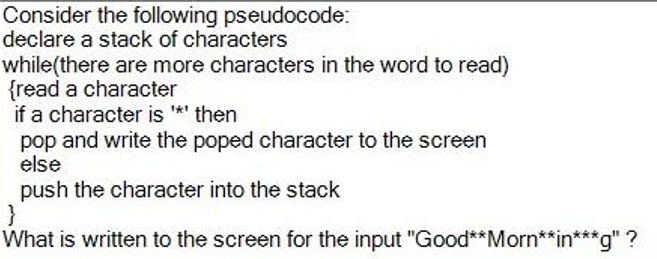 Consider the following pseudocode:
declare a stack of characters
while(there are more characters in the word to read)
{read a character
if a character is '*' then
pop and write the poped character to the screen
else
push the character into the stack
}
What is written to the screen for the input "Good**Morn**in***g" ?